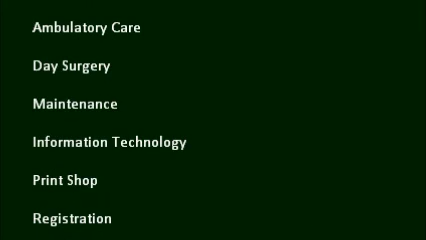 Ambulatory Care
Day Surgery
Maintenance
Information Technology
Print Shop
Registration